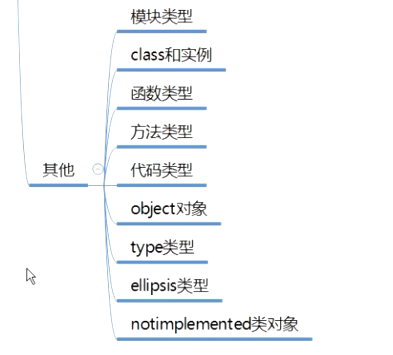 模块类型
class和实例
函数类型
方法类型
其他
代码类型
object对象
type类型
ellipsis类型
notimplemented类对象